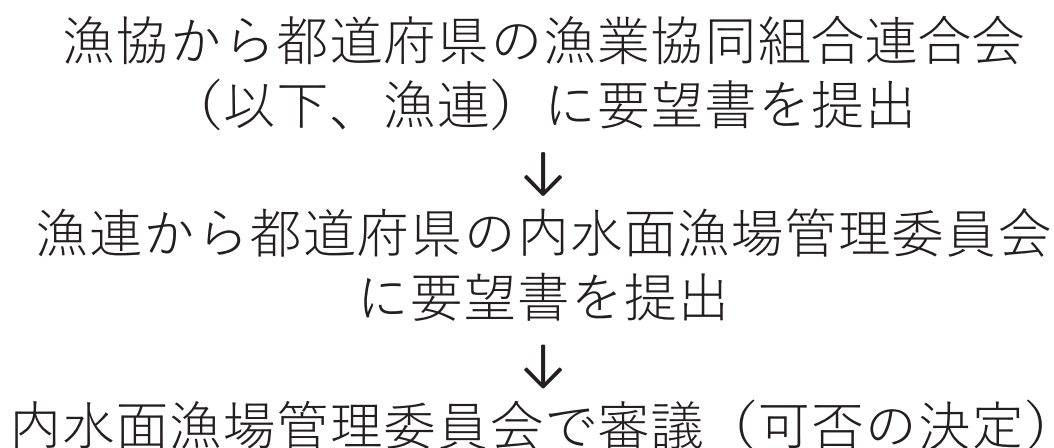 漁協から都道府県の漁業協同組合連合会
（以下、漁連）に要望書を提出
↓
漁連から都道府県の内水面漁場管理委員会
に要望書を提出
↓
内水面漁場管理委員会で審議（可否の決定）